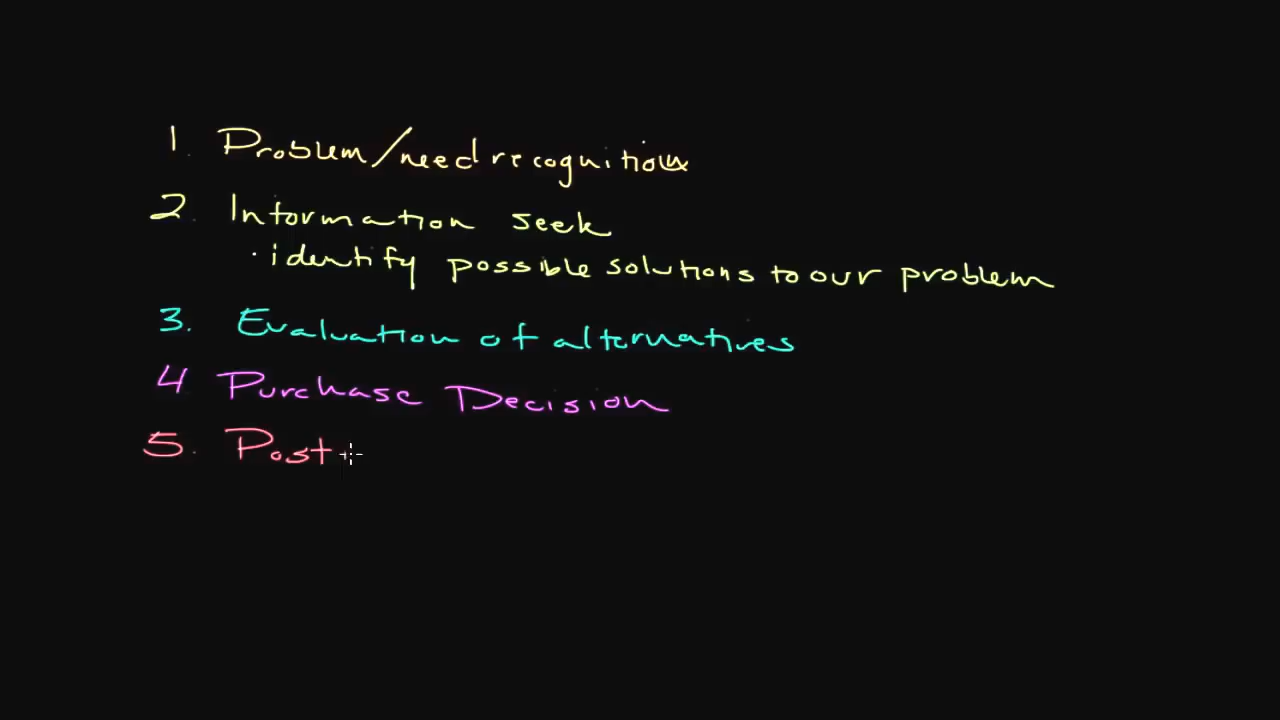 1. Problem/need recognition
2. Information seek
· identify possible solutions to our problem
3. Evaluation of alternatives
4 Purchase Decision
5. Post